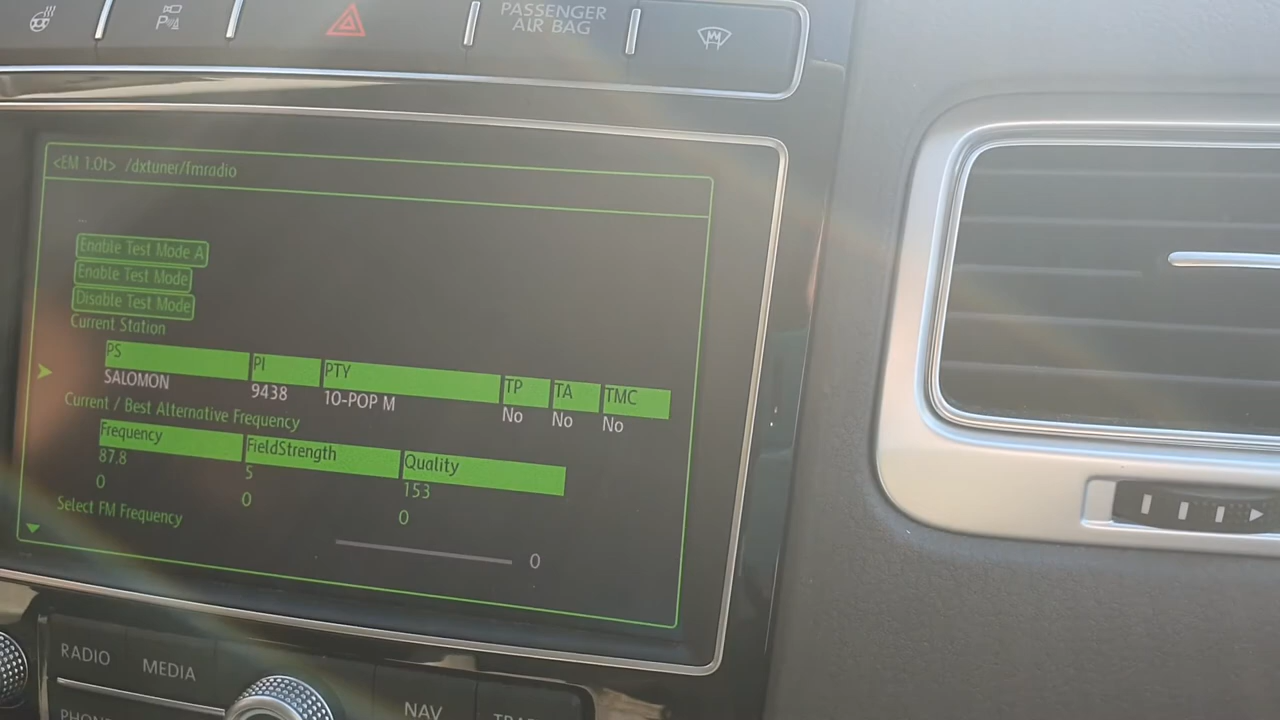 P
PASSENGER
AIR BAG
<EM 1.0t> /dxtuner/fmradio
..
Enable Test Mode A
Enable Test Mode
Disable Test Mode
Current Station
PS PI PTY TP TA TMC
SALOMON 9438 10-POP M No No No
Current / Best Alternative Frequency
Frequency FieldStrength Quality
87.8 5 153
0 0 0
Select FM Frequency
0
RADIO MEDIA NAV
PHONE